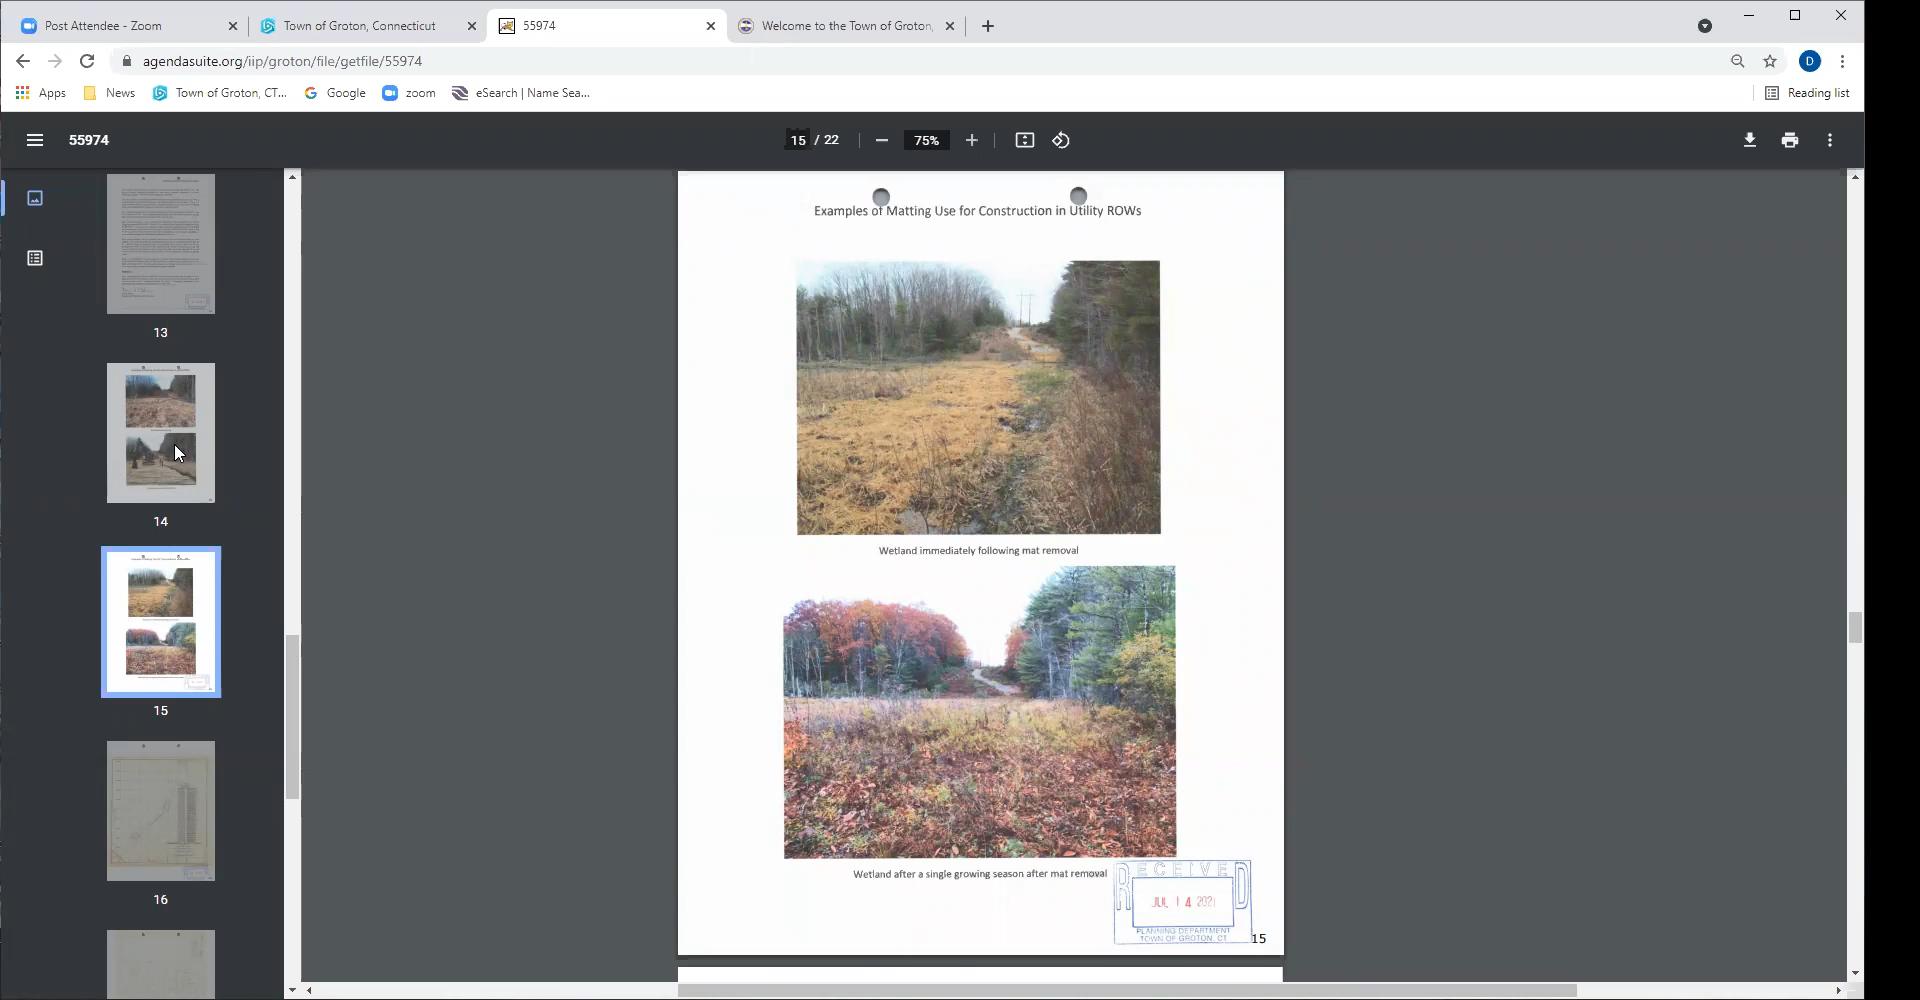 Post Attendee - Zoom
Town of Groton, Connecticut
55974
Welcome to the Town of Groton,
agendasuite.org/iip/groton/file/getfile/55974
D
Apps
News
Town of Groton, CT...
Google
zoom
eSearch | Name Sea...
Reading list
55974
15 / 22
75%
13
14
15
16
Examples of Matting Use for Construction in Utility ROWs
Wetland immediately following mat removal
Wetland after a single growing season after mat removal
RECEIVED
JUL 14 2021
PLANNING DEPARTMENT
TOWN OF GROTON, CT
15